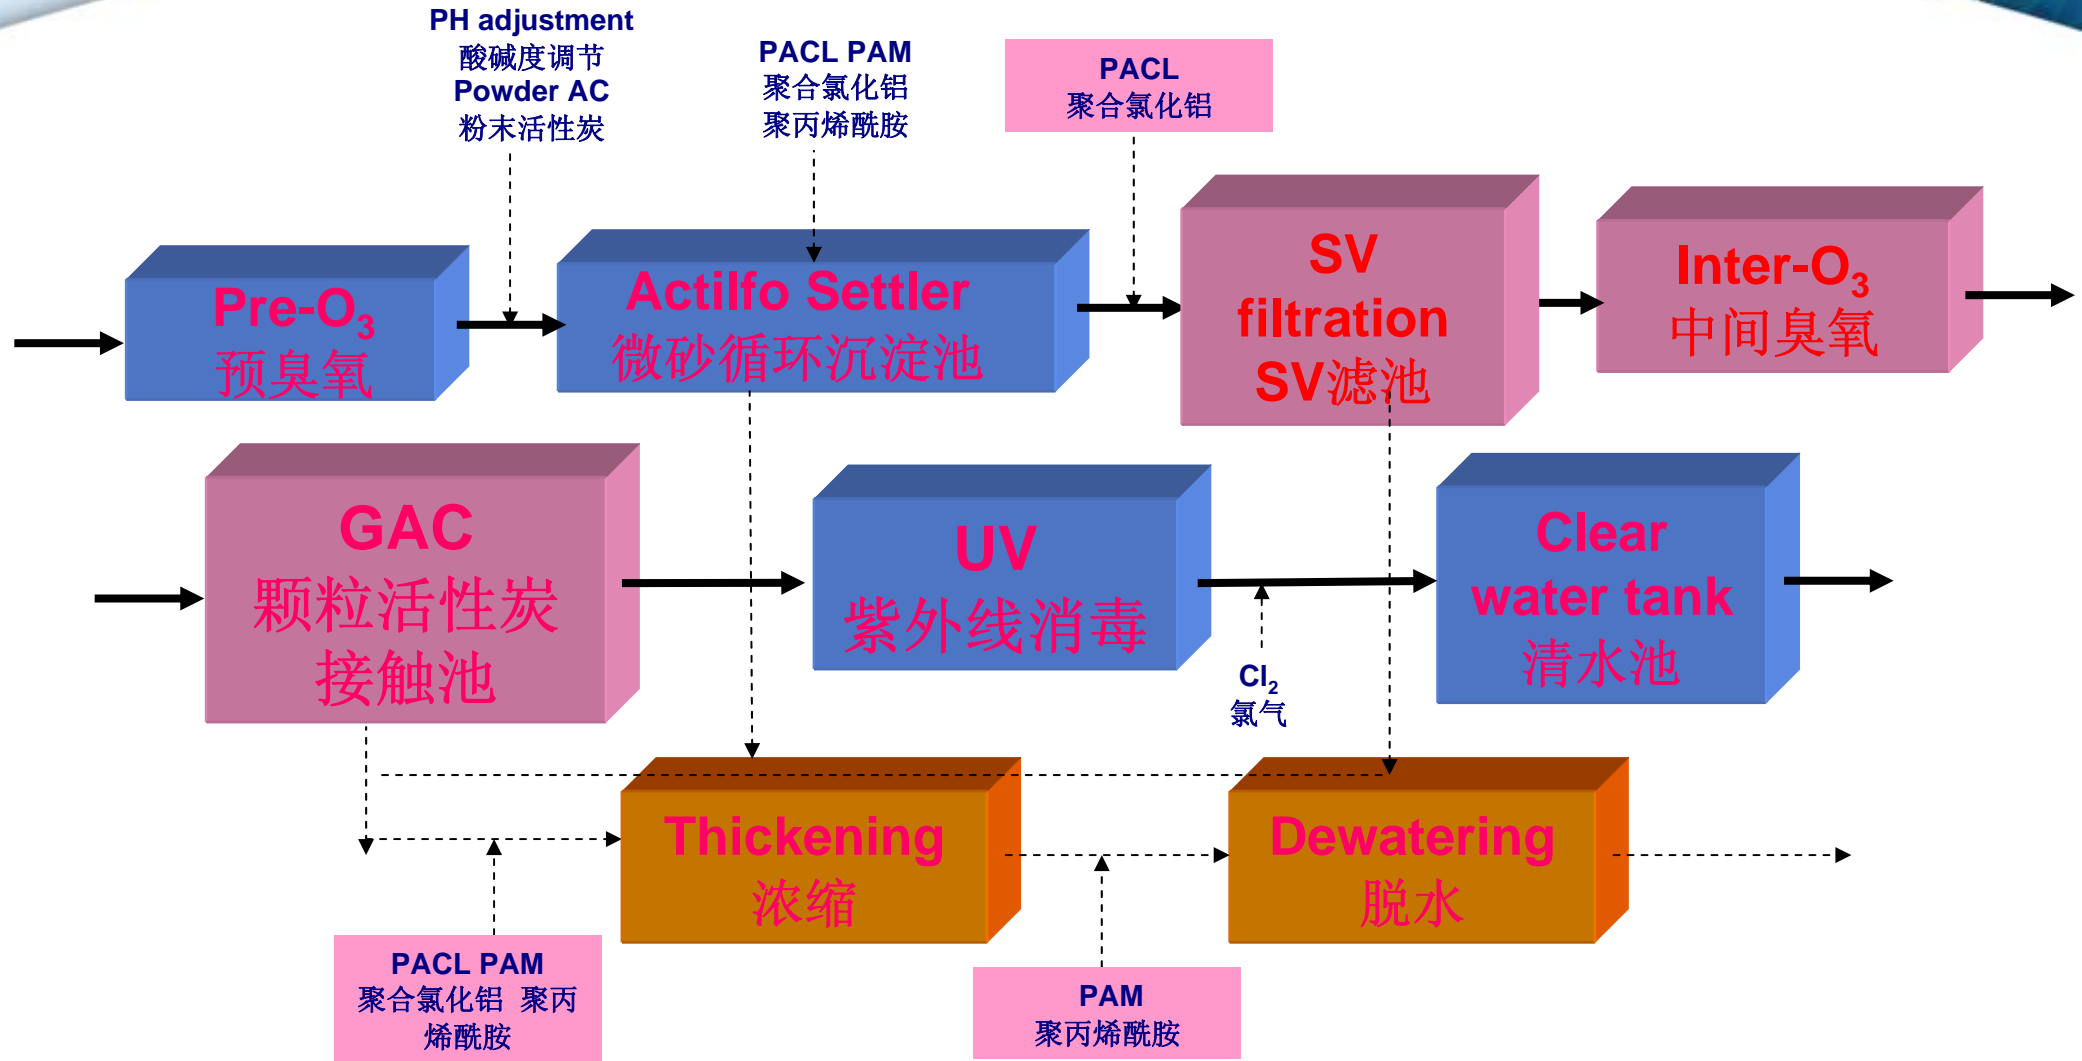 PH adjustment
酸碱度调节
Powder AC
粉末活性炭
PACL PAM
聚合氯化铝
聚丙烯酰胺
PACL
聚合氯化铝
Pre-O₃
预臭氧
Actilfo Settler
微砂循环沉淀池
SV
filtration
SV滤池
Inter-O₃
中间臭氧
GAC
颗粒活性炭
接触池
UV
紫外线消毒
Cl₂
氯气
Clear
water tank
清水池
Thickening
浓缩
Dewatering
脱水
PACL PAM
聚合氯化铝 聚丙
烯酰胺
PAM
聚丙烯酰胺